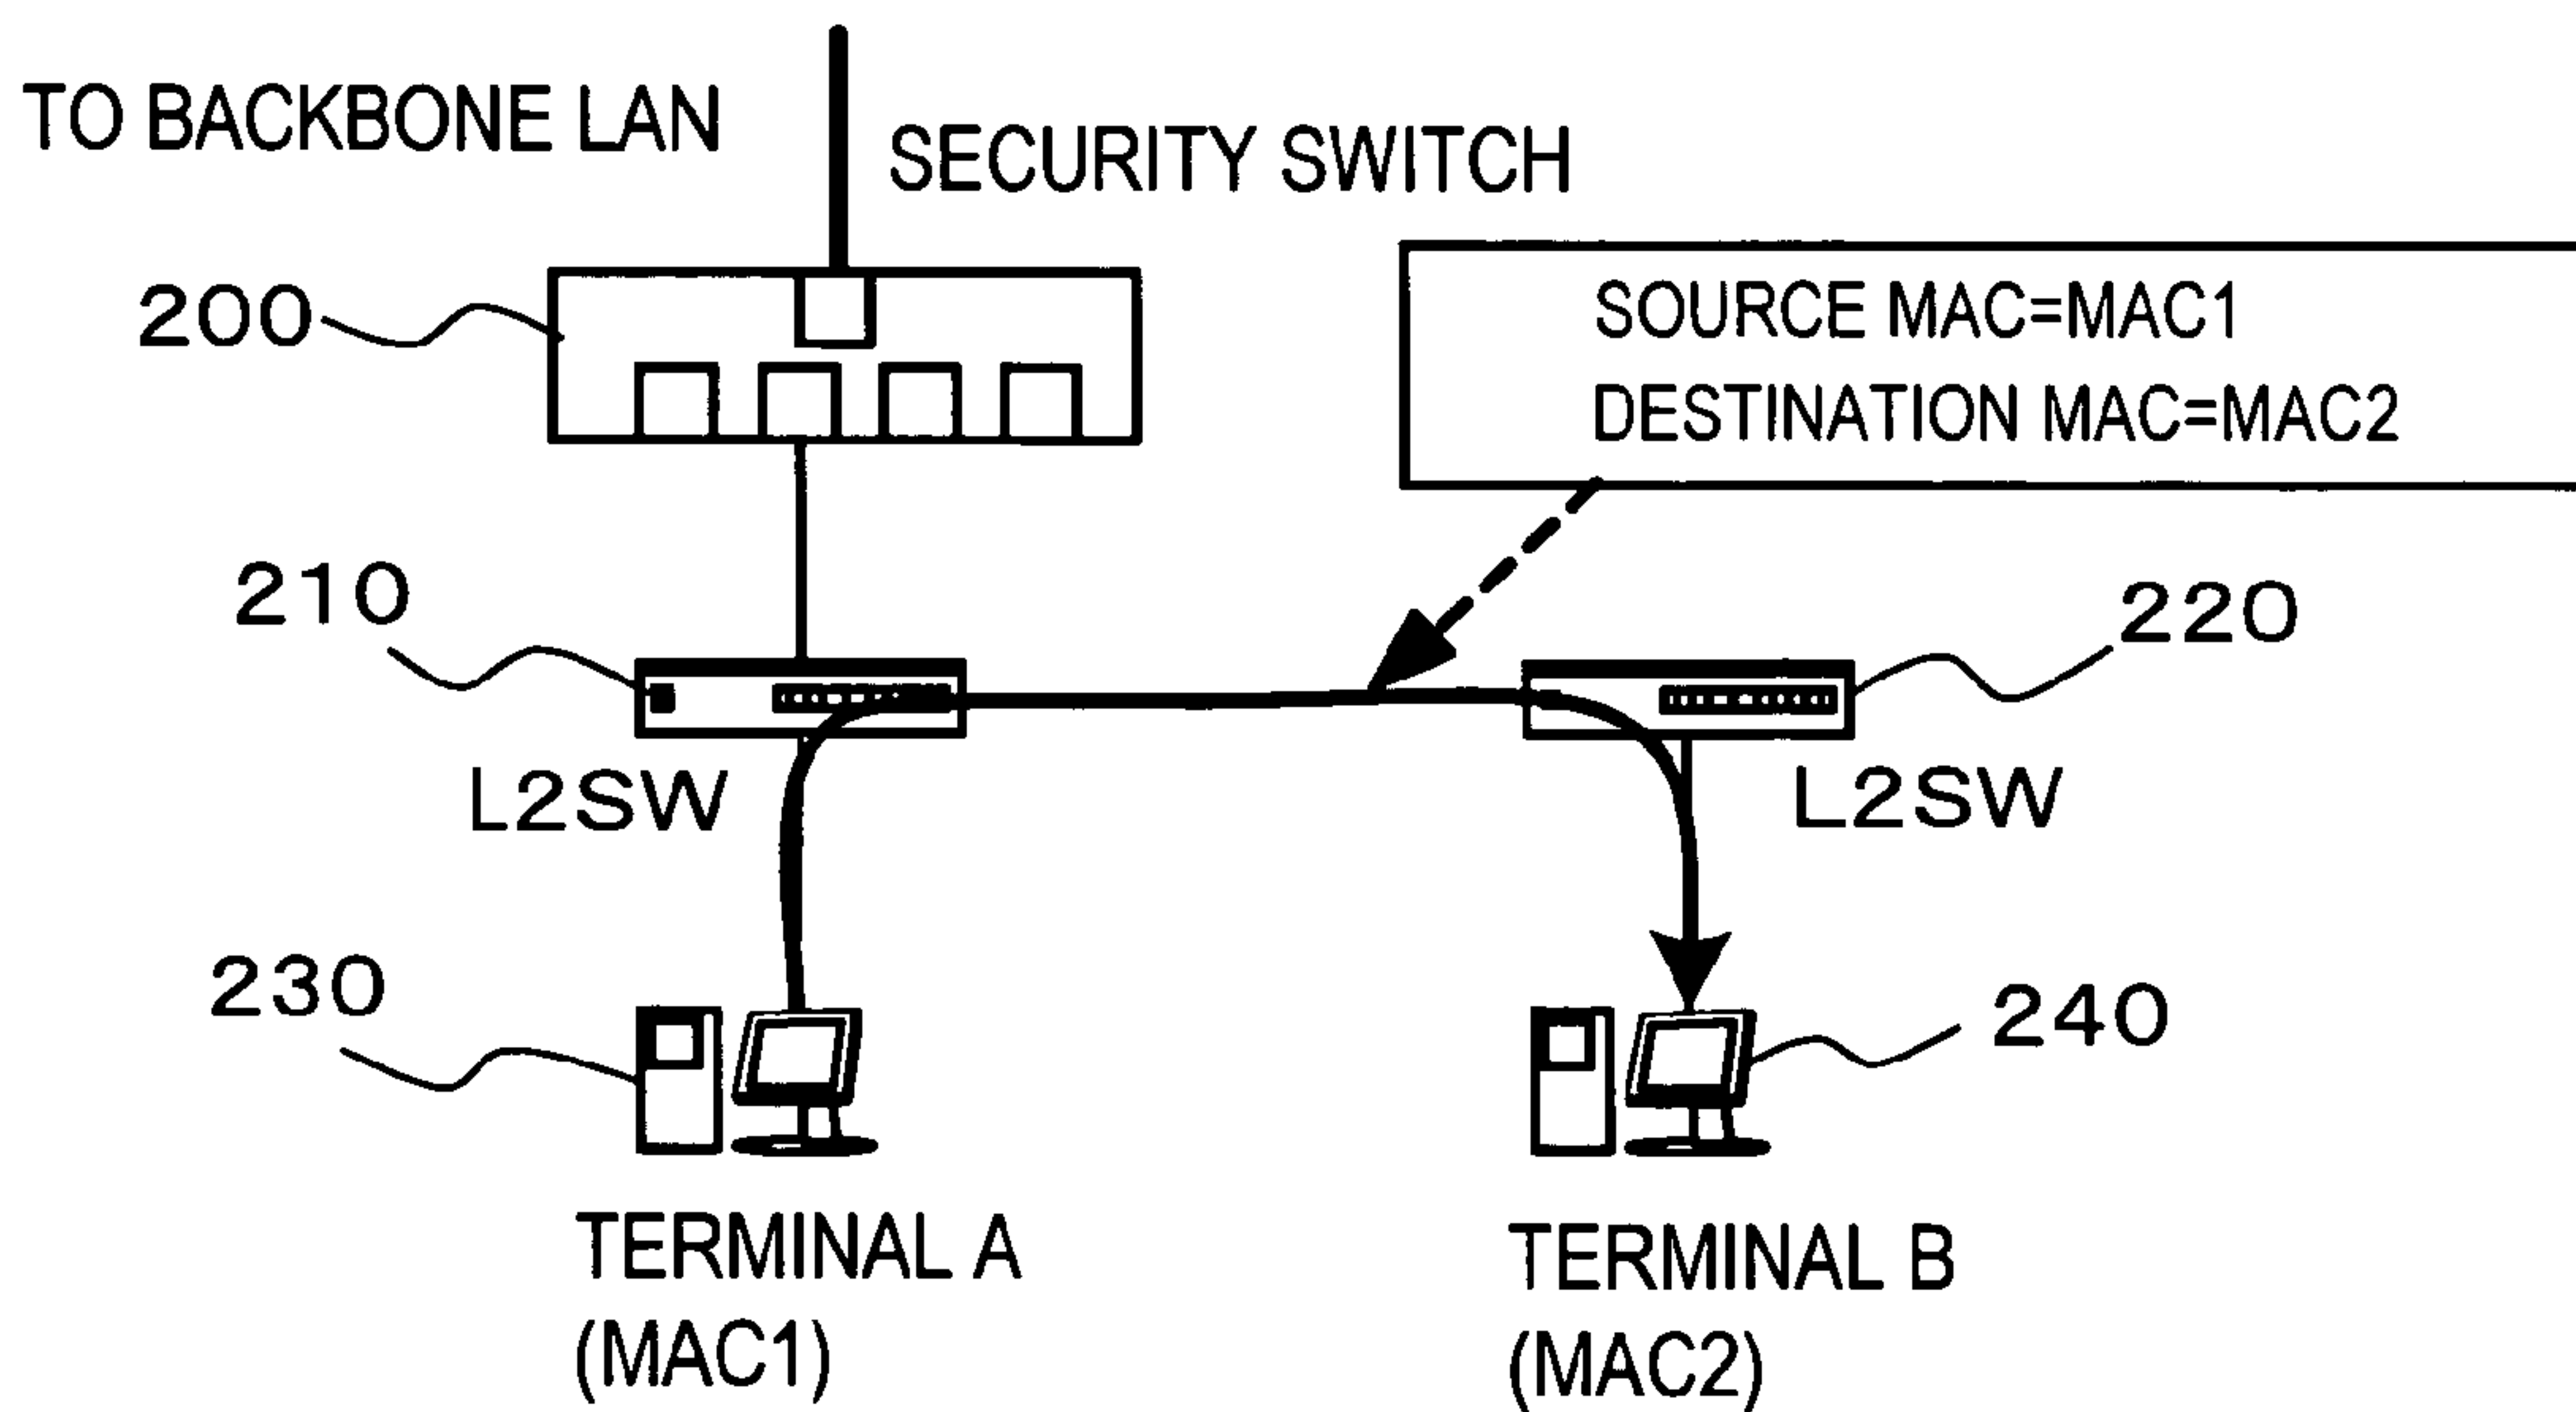 TO BACKBONE LAN
SECURITY SWITCH
200
SOURCE MAC=MAC1
DESTINATION MAC=MAC2
210
220
L2SW
L2SW
230
240
TERMINAL A
(MAC1)
TERMINAL B
(MAC2)